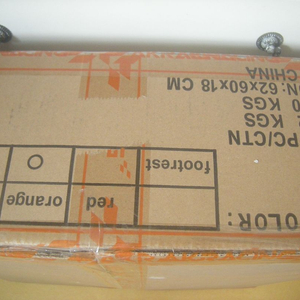 OLOR:
red orange
footrest O
PC/CTN
KGS
0 KGS
N: 62x60x18 CM
CHINA